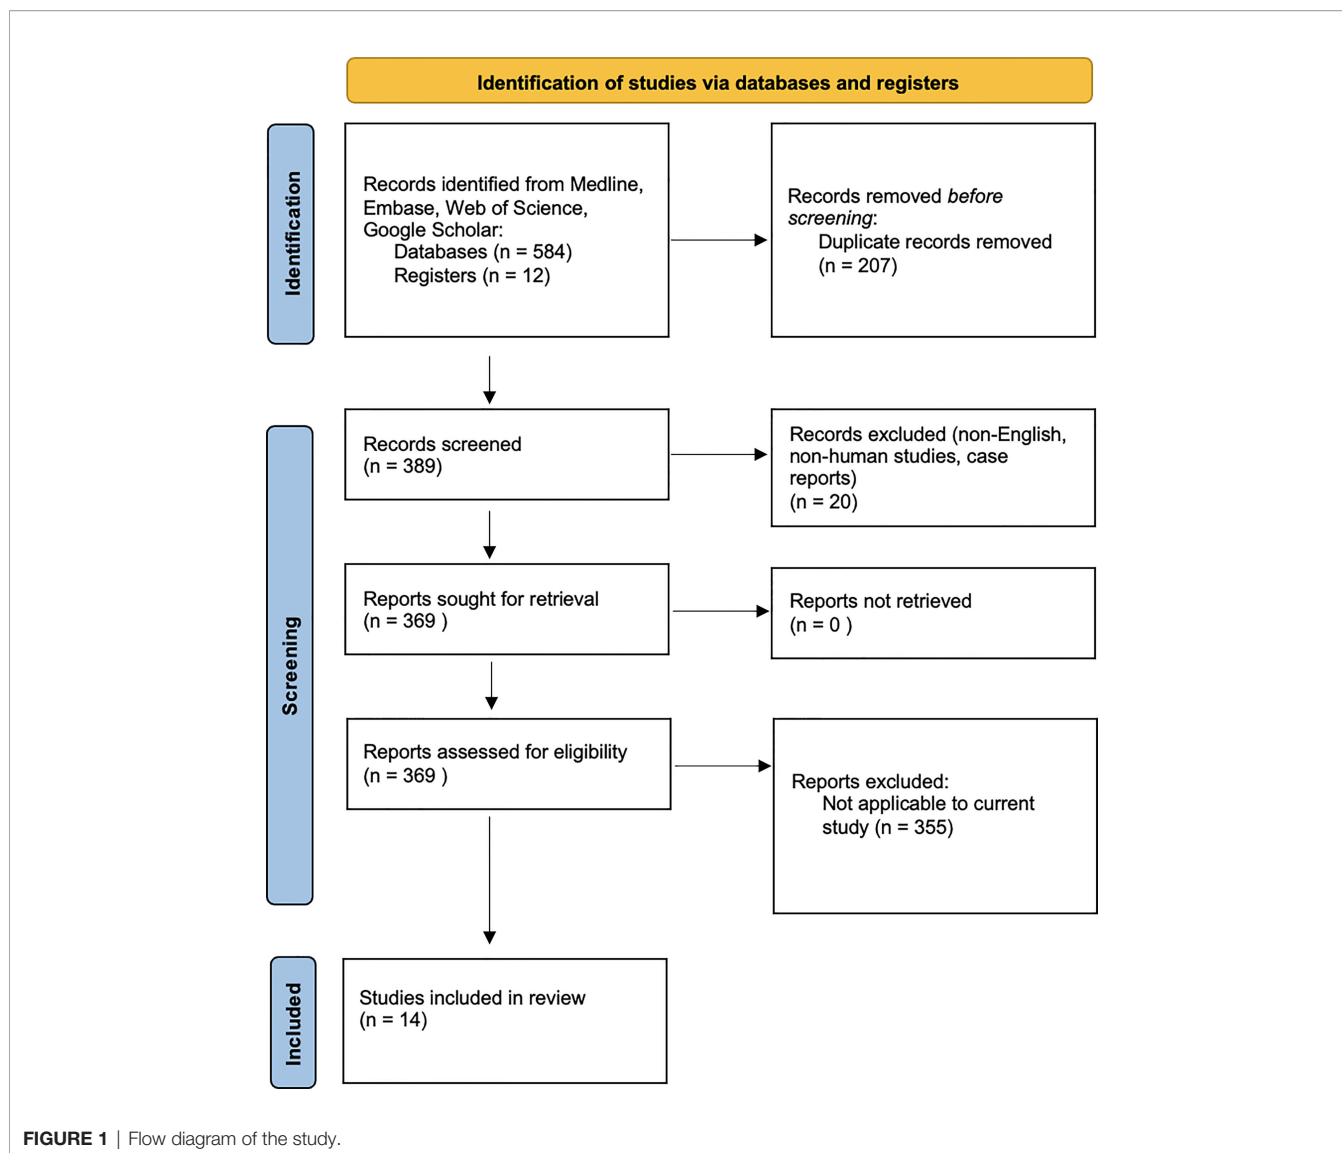 Identification of studies via databases and registers
Identification
Records identified from Medline,
Embase, Web of Science,
Google Scholar:
Databases (n = 584)
Registers (n = 12)
Records removed before
screening:
Duplicate records removed
(n = 207)
Screening
Records screened
(n = 389)
Records excluded (non-English,
non-human studies, case
reports)
(n = 20)
Reports sought for retrieval
(n = 369 )
Reports not retrieved
(n = 0 )
Reports assessed for eligibility
(n = 369 )
Reports excluded:
Not applicable to current
study (n = 355)
Included
Studies included in review
(n = 14)
FIGURE 1 | Flow diagram of the study.